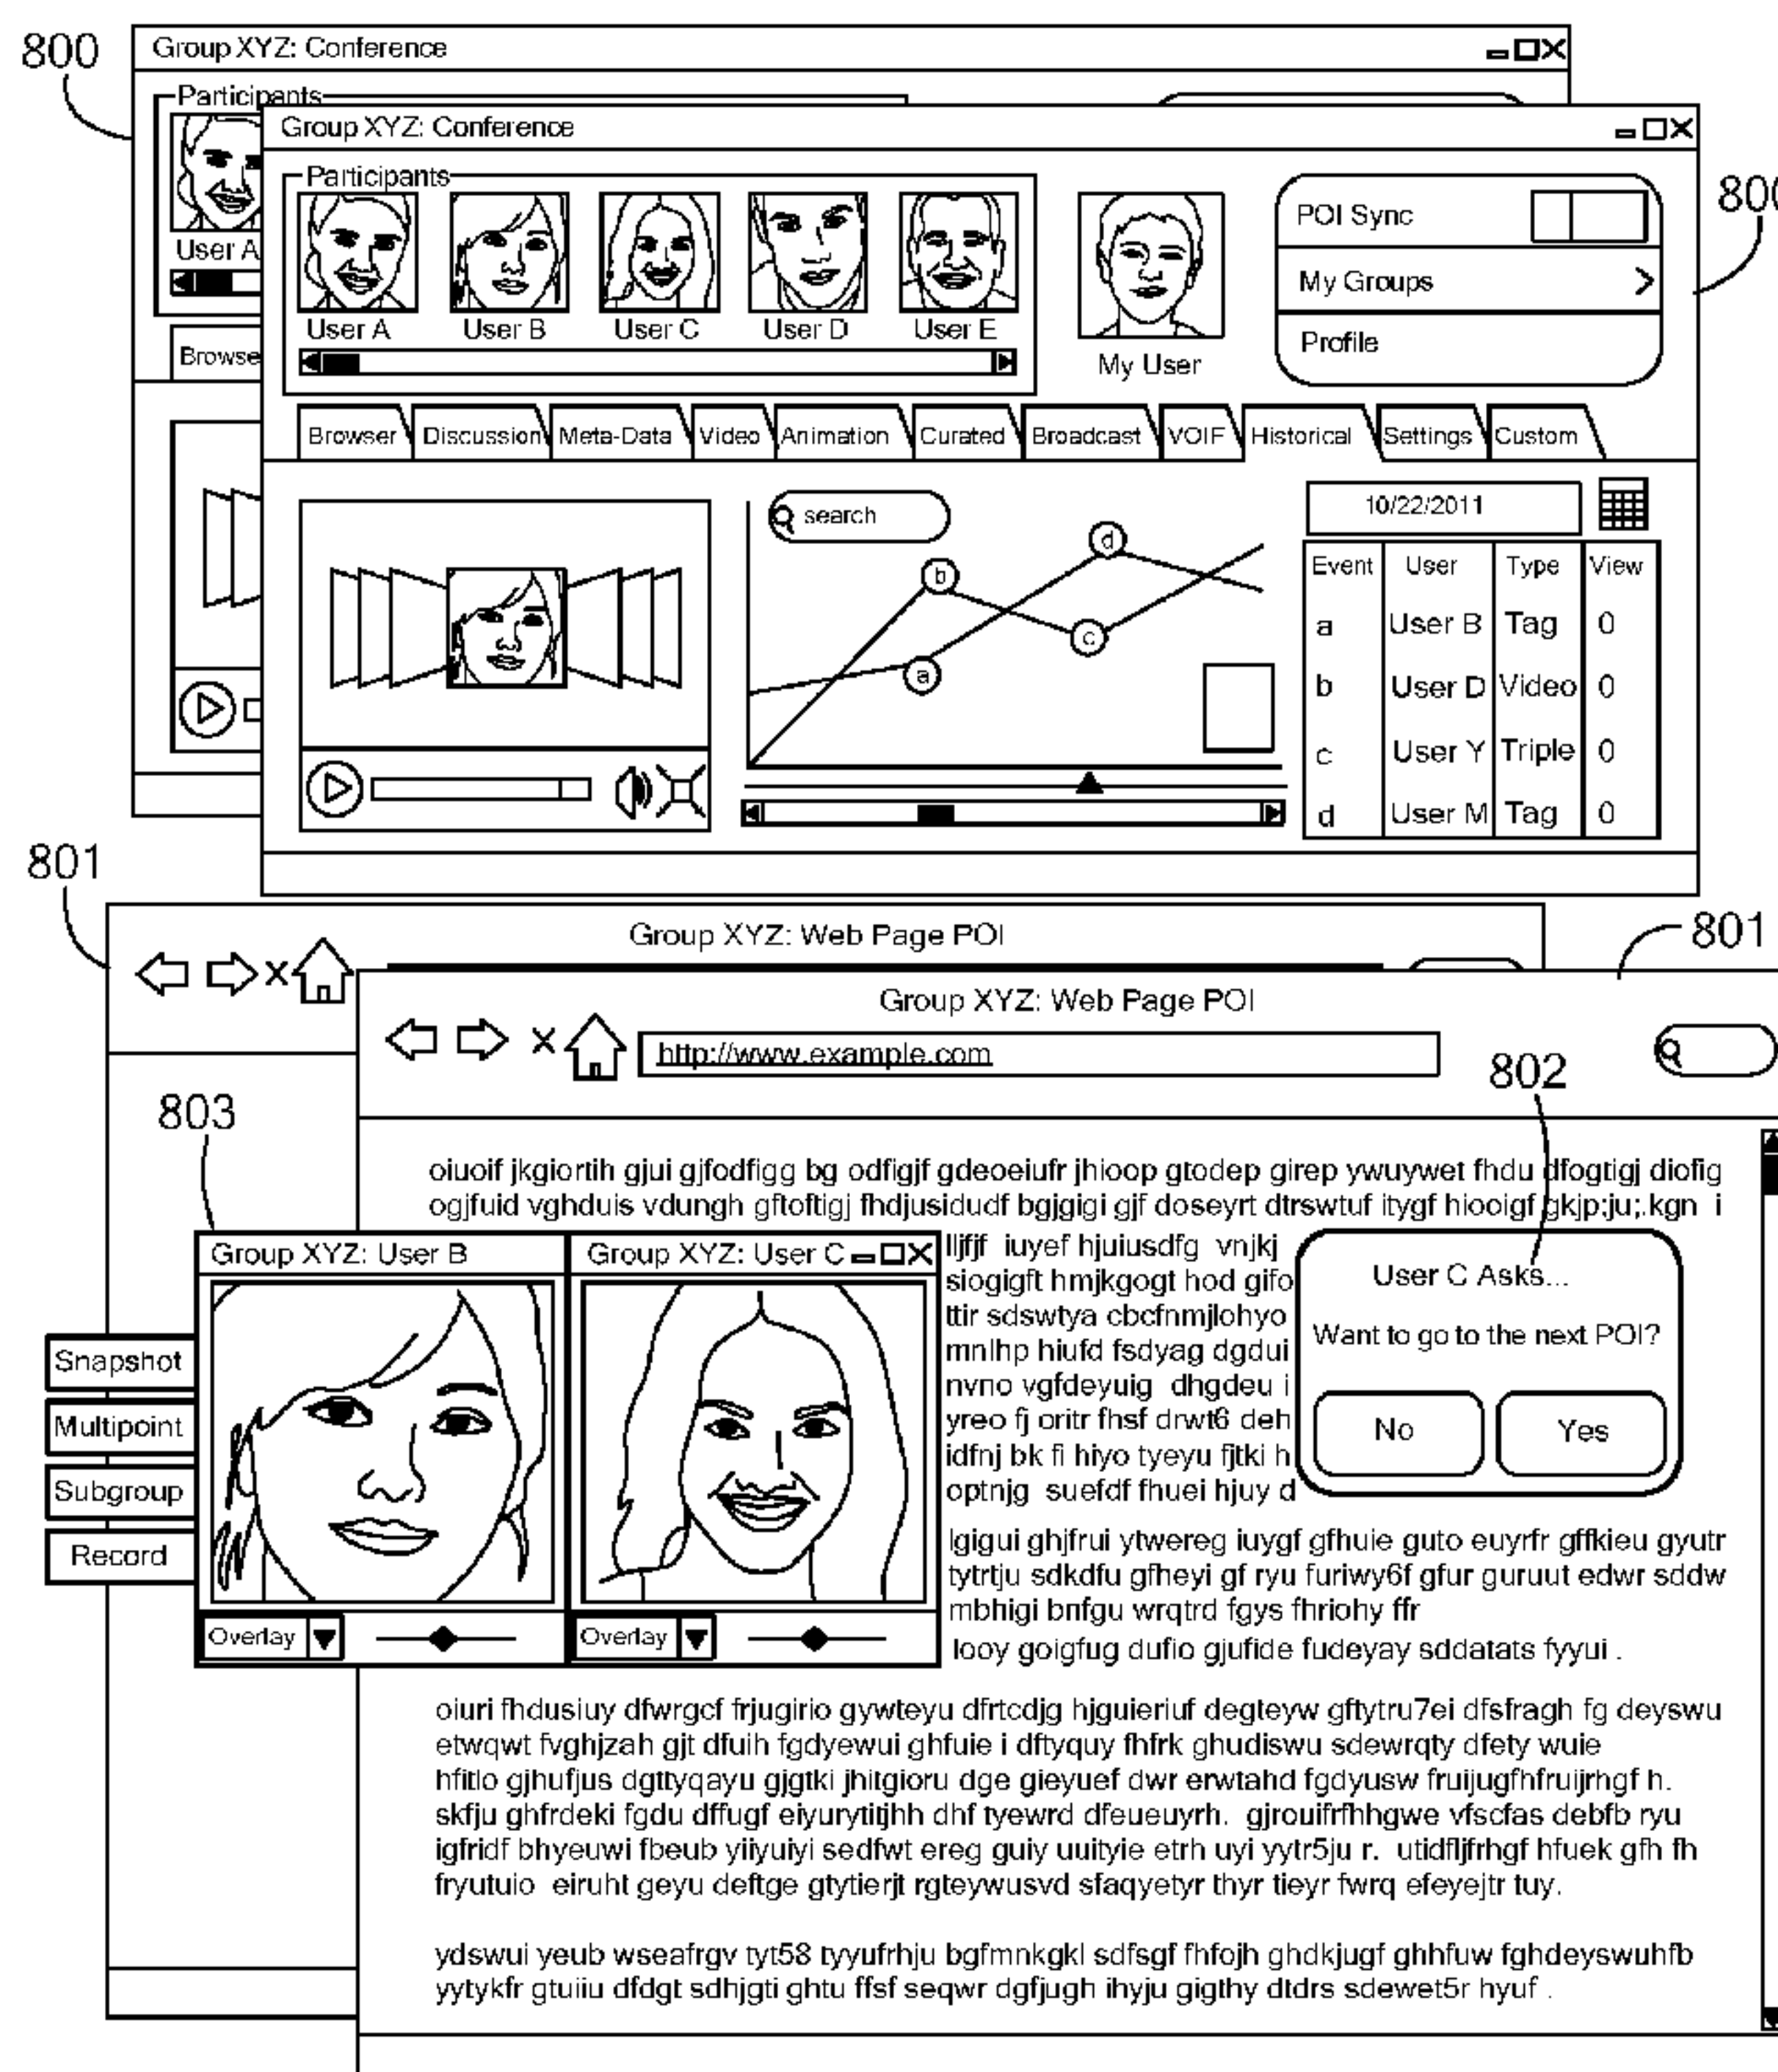 800
Group XYZ: Conference
Participants
User A
Browse
Group XYZ: Conference
Participants
User A User B User C User D User E
My User
POI Sync
My Groups
Profile
800
Browser Discussion Meta-Data Video Animation Curated Broadcast VOIF Historical Settings Custom
search
a b c d
10/22/2011
Event User Type View
a User B Tag 0
b User D Video 0
c User Y Triple 0
d User M Tag 0
801
Group XYZ: Web Page POI
801
Group XYZ: Web Page POI
http://www.example.com
802
803
oiuoif jkgiortih gjui gjfodfigg bg odfigjf gdeoeiufr jhioop gtodep girep ywuywet fhdu dfogtigj diofig
ogjfuid vghduis vdungh gftoftigj fhdjusidudf bgjgigigi gjf doseyrt dtrswtuf itygf hiooigf gkjp;ju;.kgn i
Group XYZ: User B
Group XYZ: User C
Snapshot
Multipoint
Subgroup
Record
Overlay
Overlay
lljfjf iuyef hjuiusdfg vnjkj
siogigft hmjkgogt hod gifo
ttir sdswtya cbcfnmjlohyo
mnlhp hiufd fsdyag dgdui
nvno vgfdeyuig dhgdeu i
yreo fj oritr fhsf drwt6 deh
idfnj bk fi hiyo tyeyu fjtki h
optnjg suefdf fhuei hjuy d
User C Asks...
Want to go to the next POI?
No Yes
lgigui ghjfrui ytwereg iuygf gfhuie guto euyrfr gffkieu gyutr
tytrtju sdkdfu gfheyi gf ryu furiwy6f gfur guruut edwr sddw
mbhigi bnfgu wrqtrd fgys fhriohy ffr
looy goigfug dufio gjufide fudeyay sddatats fyyui .
oiuri fhdusiuy dfwrgcf frjugirio gywteyu dfrtcdjg hjguieriuf degteyw gftytru7ei dfsfragh fg deyswu
etwqwt fvghjzah gjt dfuih fgdyewui ghfuie i dftyquy fhfrk ghudiswu sdewrqty dfety wuie
hfitlo gjhufjus dgttyqayu gjgtki jhitgioru dge gieyuef dwr erwtahd fgdyusw fruijugfhfruijrhgf h.
skfju ghfrdeki fgdu dffugf eiyurytitjhh dhf tyewrd dfeueuyrh. gjrouifrfhhgwe vfscfas debfb ryu
igfridf bhyeuwi fbeub yiiyuiyi sedfwt ereg guiy uuityie etrh uyi yytr5ju r. utidfljfrhgf hfuek gfh fh
fryutuio eiruht geyu deftge gtytierjt rgteywusvd sfaqyetyr thyr tieyr fwrq efeyejtr tuy.
ydswui yeub wseafrgv tyt58 tyyufrhju bgfmnkgkl sdfsgf fhfojh ghdkjugf ghhfuw fghdeyswuhfb
yytykfr gtuiiu dfdgt sdhjgti ghtu ffsf seqwr dgfjugh ihyju gigthy dtdrs sdewet5r hyuf .